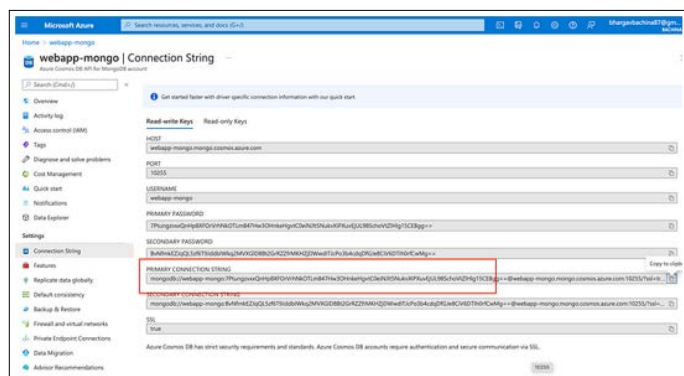 Microsoft Azure
Search resources, services, and docs (G+/)
Home > webapp-mongo
webapp-mongo | Connection String
Azure Cosmos DB API for MongoDB account
Search (Cmd+/)
Overview
Activity log
Access control (IAM)
Tags
Diagnose and solve problems
Cost Management
Quick start
Notifications
Data Explorer
Settings
Connection String
Features
Replicate data globally
Default consistency
Backup & Restore
Firewall and virtual networks
Private Endpoint Connections
Data Migration
Advisor Recommendations
Get started faster with driver specific connection information with our quick start.
Read-write Keys Read-only Keys
HOST
webapp-mongo.mongo.cosmos.azure.com
PORT
10255
USERNAME
webapp-mongo
PRIMARY PASSWORD
SECONDARY PASSWORD
PRIMARY CONNECTION STRING
Copy to clipb
SECONDARY CONNECTION STRING
SSL
true
Azure Cosmos DB has strict security requirements and standards. Azure Cosmos DB accounts require authentication and secure communication via SSL.
10255